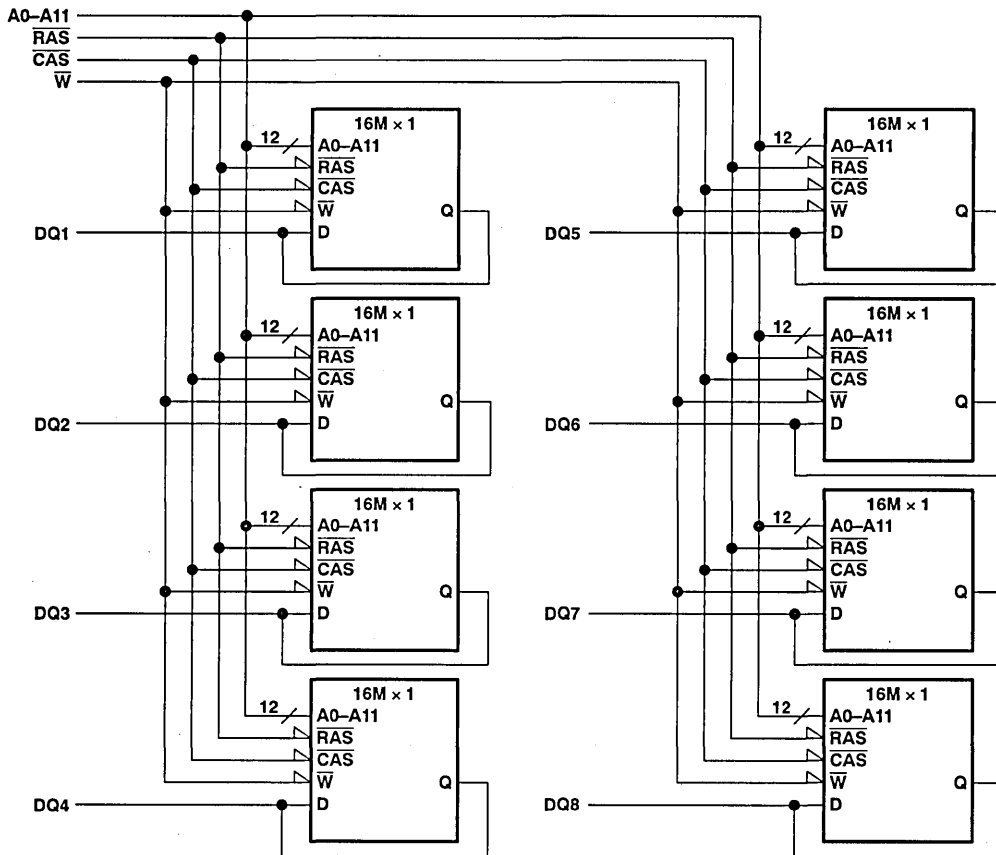 A0–A11
RAS
CAS
W
16M × 1
12
A0–A11
RAS
CAS
W
Q
DQ1
D
16M × 1
12
A0–A11
RAS
CAS
W
Q
DQ5
D
16M × 1
12
A0–A11
RAS
CAS
W
Q
DQ2
D
16M × 1
12
A0–A11
RAS
CAS
W
Q
DQ6
D
16M × 1
12
A0–A11
RAS
CAS
W
Q
DQ3
D
16M × 1
12
A0–A11
RAS
CAS
W
Q
DQ7
D
16M × 1
12
A0–A11
RAS
CAS
W
Q
DQ4
D
16M × 1
12
A0–A11
RAS
CAS
W
Q
DQ8
D